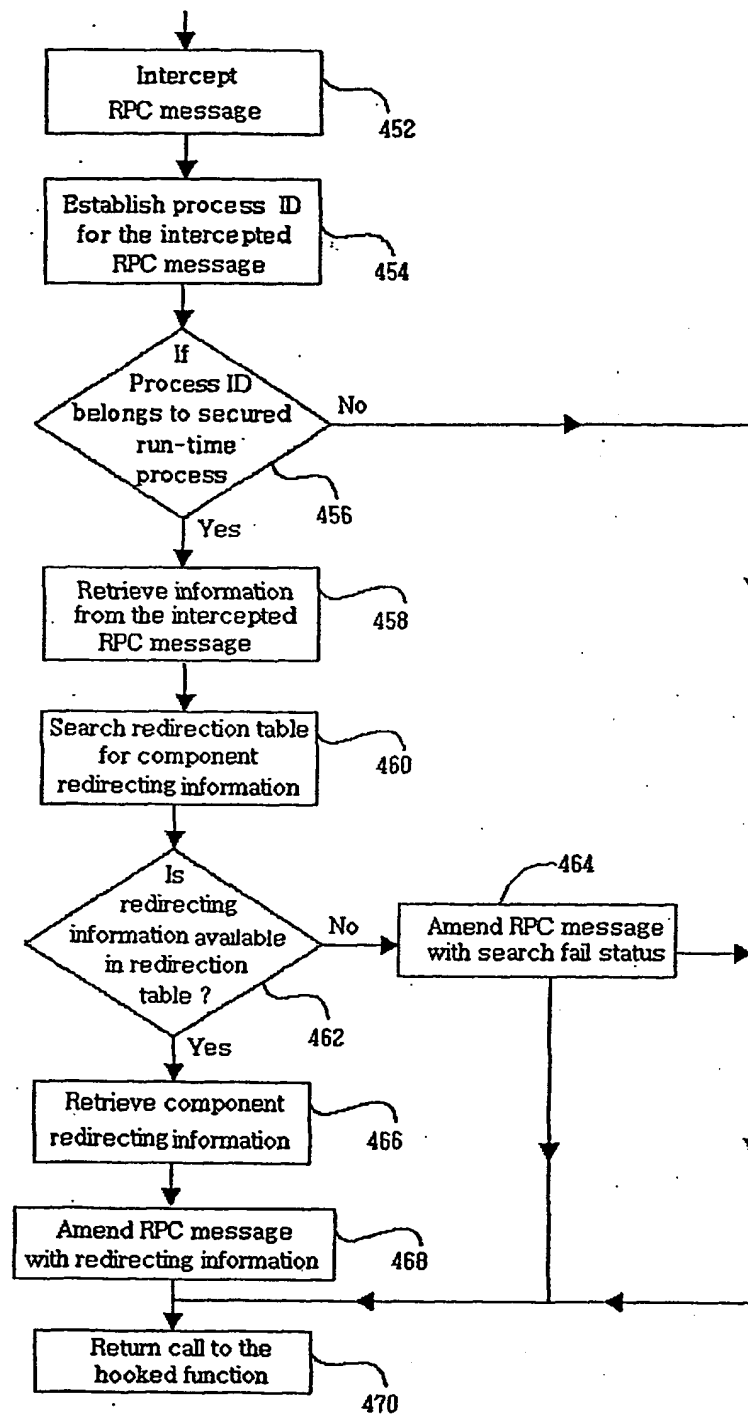 Intercept
RPC message
452
Establish process ID
for the intercepted
RPC message
454
If
Process ID
belongs to secured
run-time
process
No
456
Yes
Retrieve information
from the intercepted
RPC message
458
Search redirection table
for component
redirecting information
460
Is
redirecting
information available
in redirection
table ?
No
464
Amend RPC message
with search fail status
462
Yes
Retrieve component
redirecting information
466
Amend RPC message
with redirecting information
468
Return call to the
hooked function
470